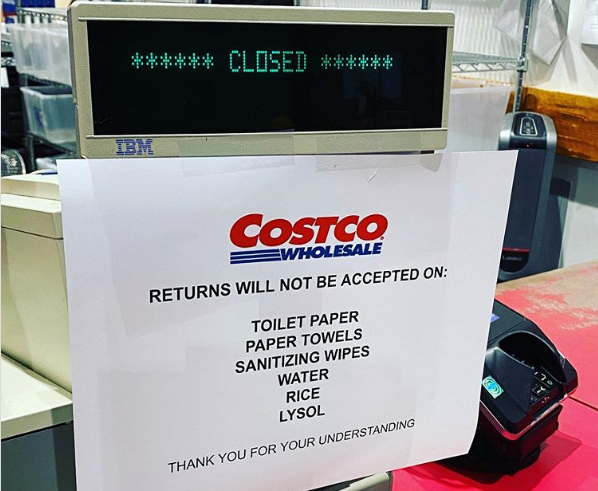 ****** CLOSED ******
IBM
COSTCO
WHOLESALE
RETURNS WILL NOT BE ACCEPTED ON:
TOILET PAPER
PAPER TOWELS
SANITIZING WIPES
WATER
RICE
LYSOL
THANK YOU FOR YOUR UNDERSTANDING